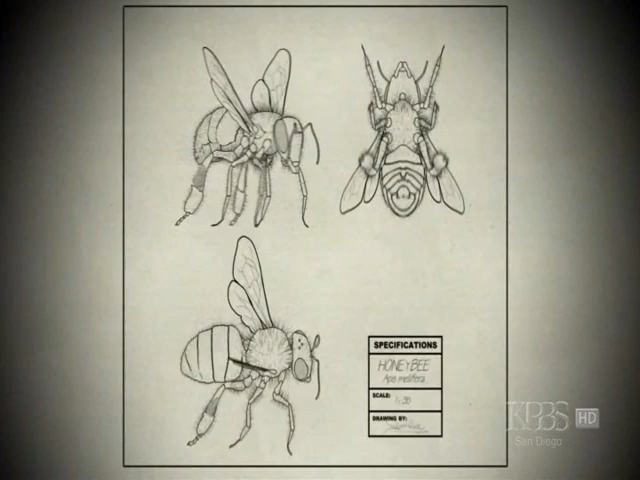 SPECIFICATIONS
HONEYBEE
Apis mellifera
SCALE:
DRAWING BY:
KPBS HD
San Diego